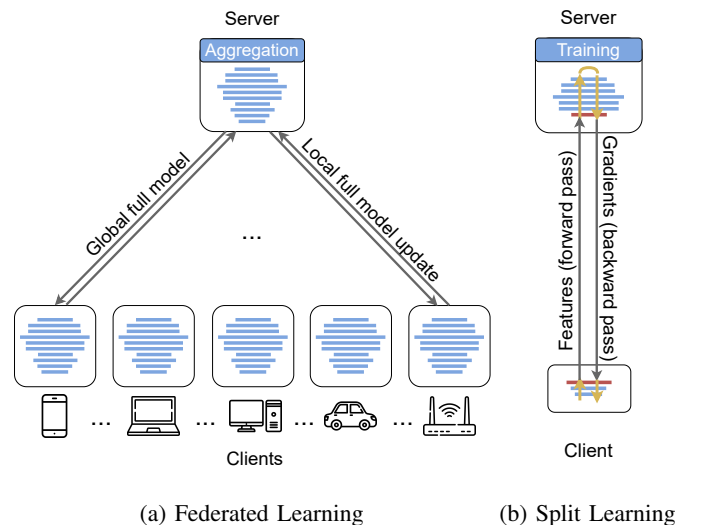 Server
Aggregation
Global full model
Local full model update
...
... ... ... ...
Clients
(a) Federated Learning
Server
Training
Features (forward pass)
Gradients (backward pass)
Client
(b) Split Learning